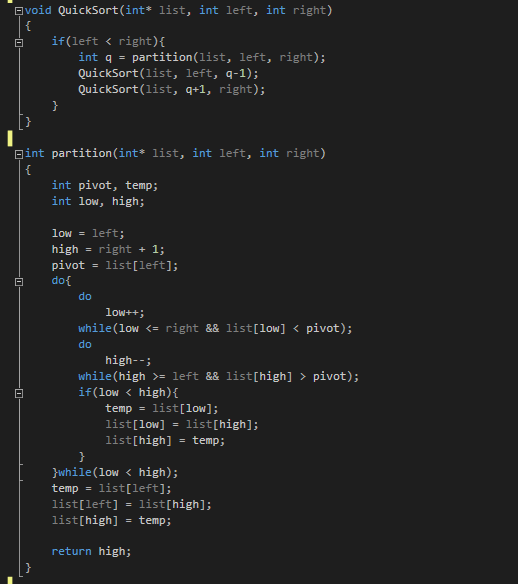 void QuickSort(int* list, int left, int right)
{
    if(left < right){
        int q = partition(list, left, right);
        QuickSort(list, left, q-1);
        QuickSort(list, q+1, right);
    }
}

int partition(int* list, int left, int right)
{
    int pivot, temp;
    int low, high;

    low = left;
    high = right + 1;
    pivot = list[left];
    do{
        do
            low++;
        while(low <= right && list[low] < pivot);
        do
            high--;
        while(high >= left && list[high] > pivot);
        if(low < high){
            temp = list[low];
            list[low] = list[high];
            list[high] = temp;
        }
    }while(low < high);
    temp = list[left];
    list[left] = list[high];
    list[high] = temp;

    return high;
}